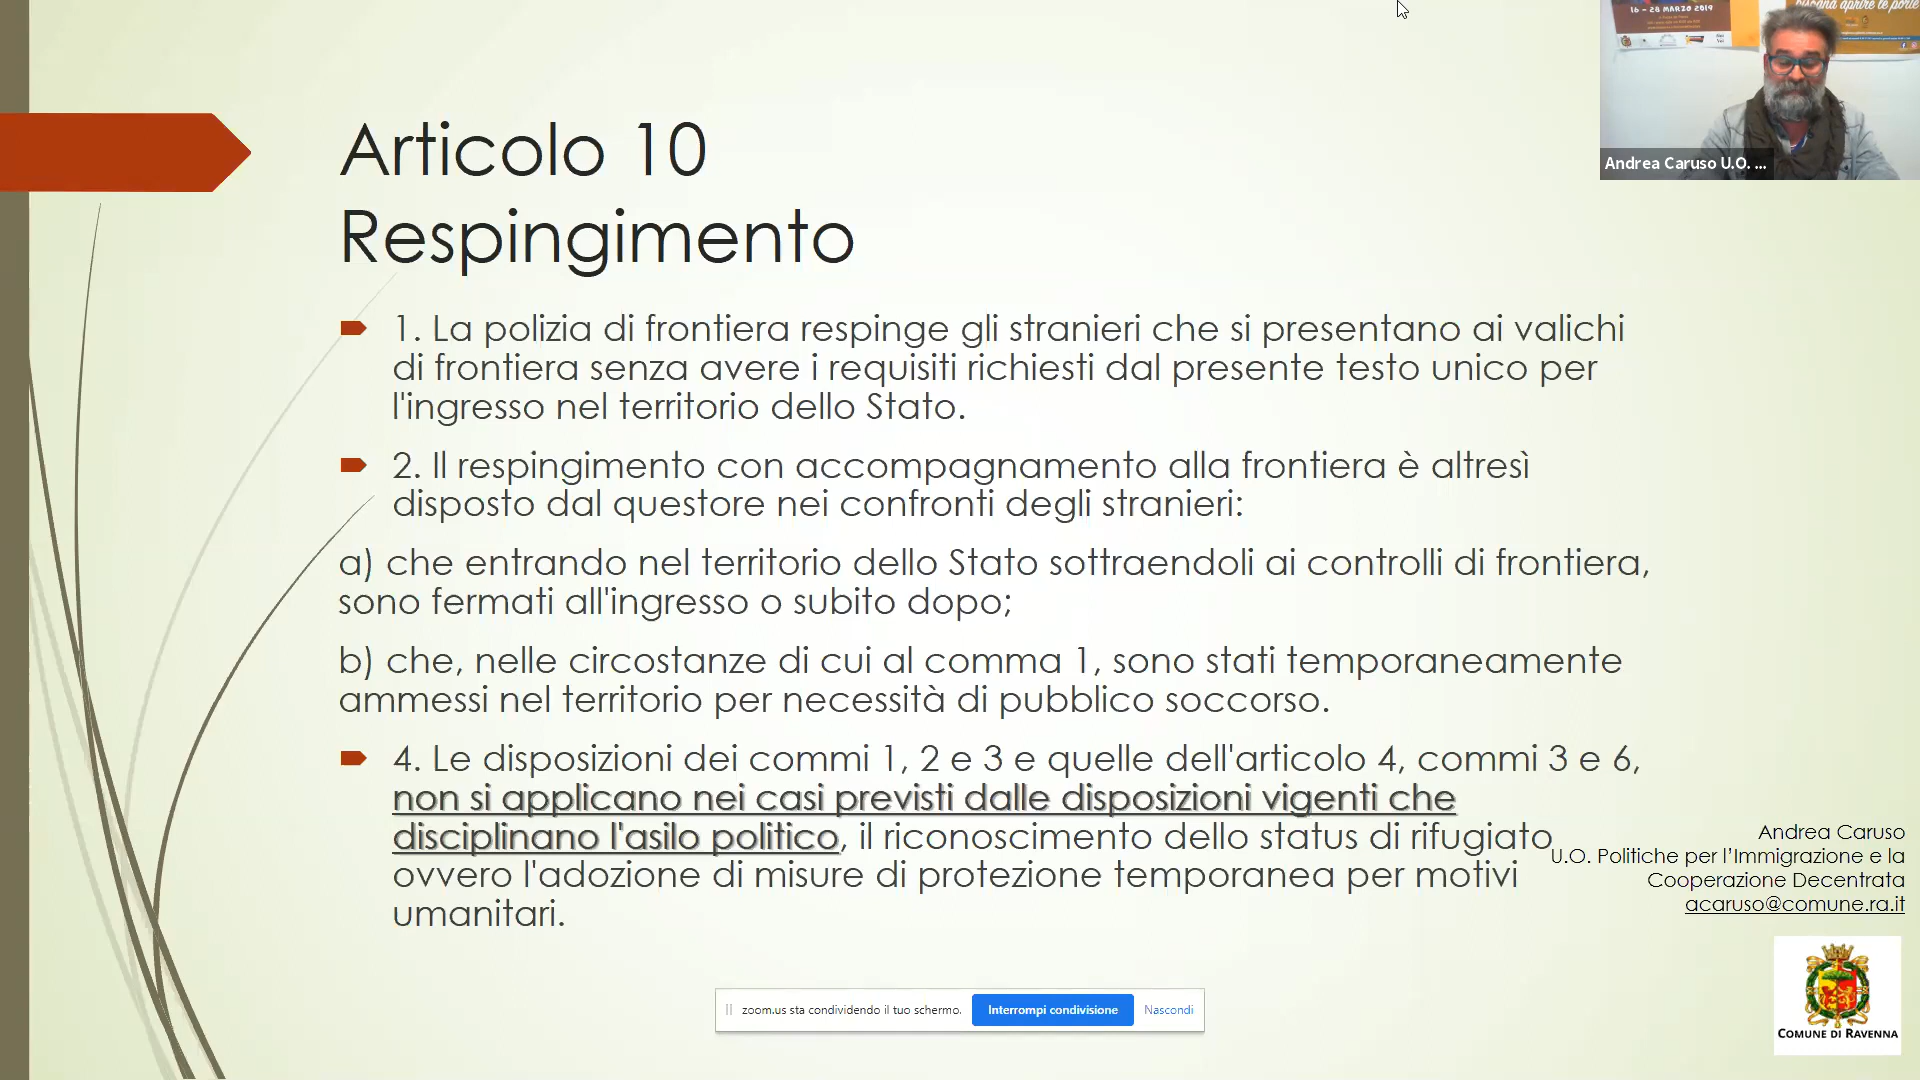 16 - 28 MARZO 2019
aprire le porte
Andrea Caruso U.O. ...
Articolo 10
Respingimento
1. La polizia di frontiera respinge gli stranieri che si presentano ai valichi
di frontiera senza avere i requisiti richiesti dal presente testo unico per
l'ingresso nel territorio dello Stato.
2. Il respingimento con accompagnamento alla frontiera è altresì
disposto dal questore nei confronti degli stranieri:
a) che entrando nel territorio dello Stato sottraendoli ai controlli di frontiera,
sono fermati all'ingresso o subito dopo;
b) che, nelle circostanze di cui al comma 1, sono stati temporaneamente
ammessi nel territorio per necessità di pubblico soccorso.
4. Le disposizioni dei commi 1, 2 e 3 e quelle dell'articolo 4, commi 3 e 6,
non si applicano nei casi previsti dalle disposizioni vigenti che
disciplinano l'asilo politico, il riconoscimento dello status di rifugiato
ovvero l'adozione di misure di protezione temporanea per motivi
umanitari.
Andrea Caruso
U.O. Politiche per l’Immigrazione e la
Cooperazione Decentrata
acaruso@comune.ra.it
COMUNE DI RAVENNA
zoom.us sta condividendo il tuo schermo.
Interrompi condivisione
Nascondi